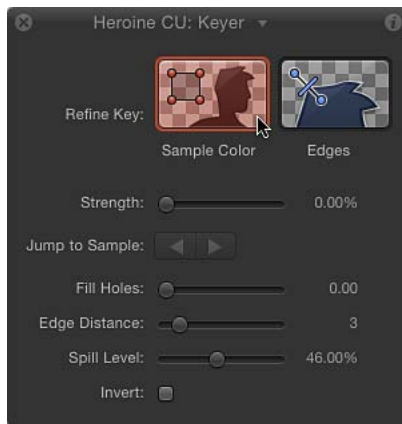 Heroine CU: Keyer
Refine Key:
Sample Color
Edges
Strength: 0.00%
Jump to Sample:
Fill Holes: 0.00
Edge Distance: 3
Spill Level: 46.00%
Invert: